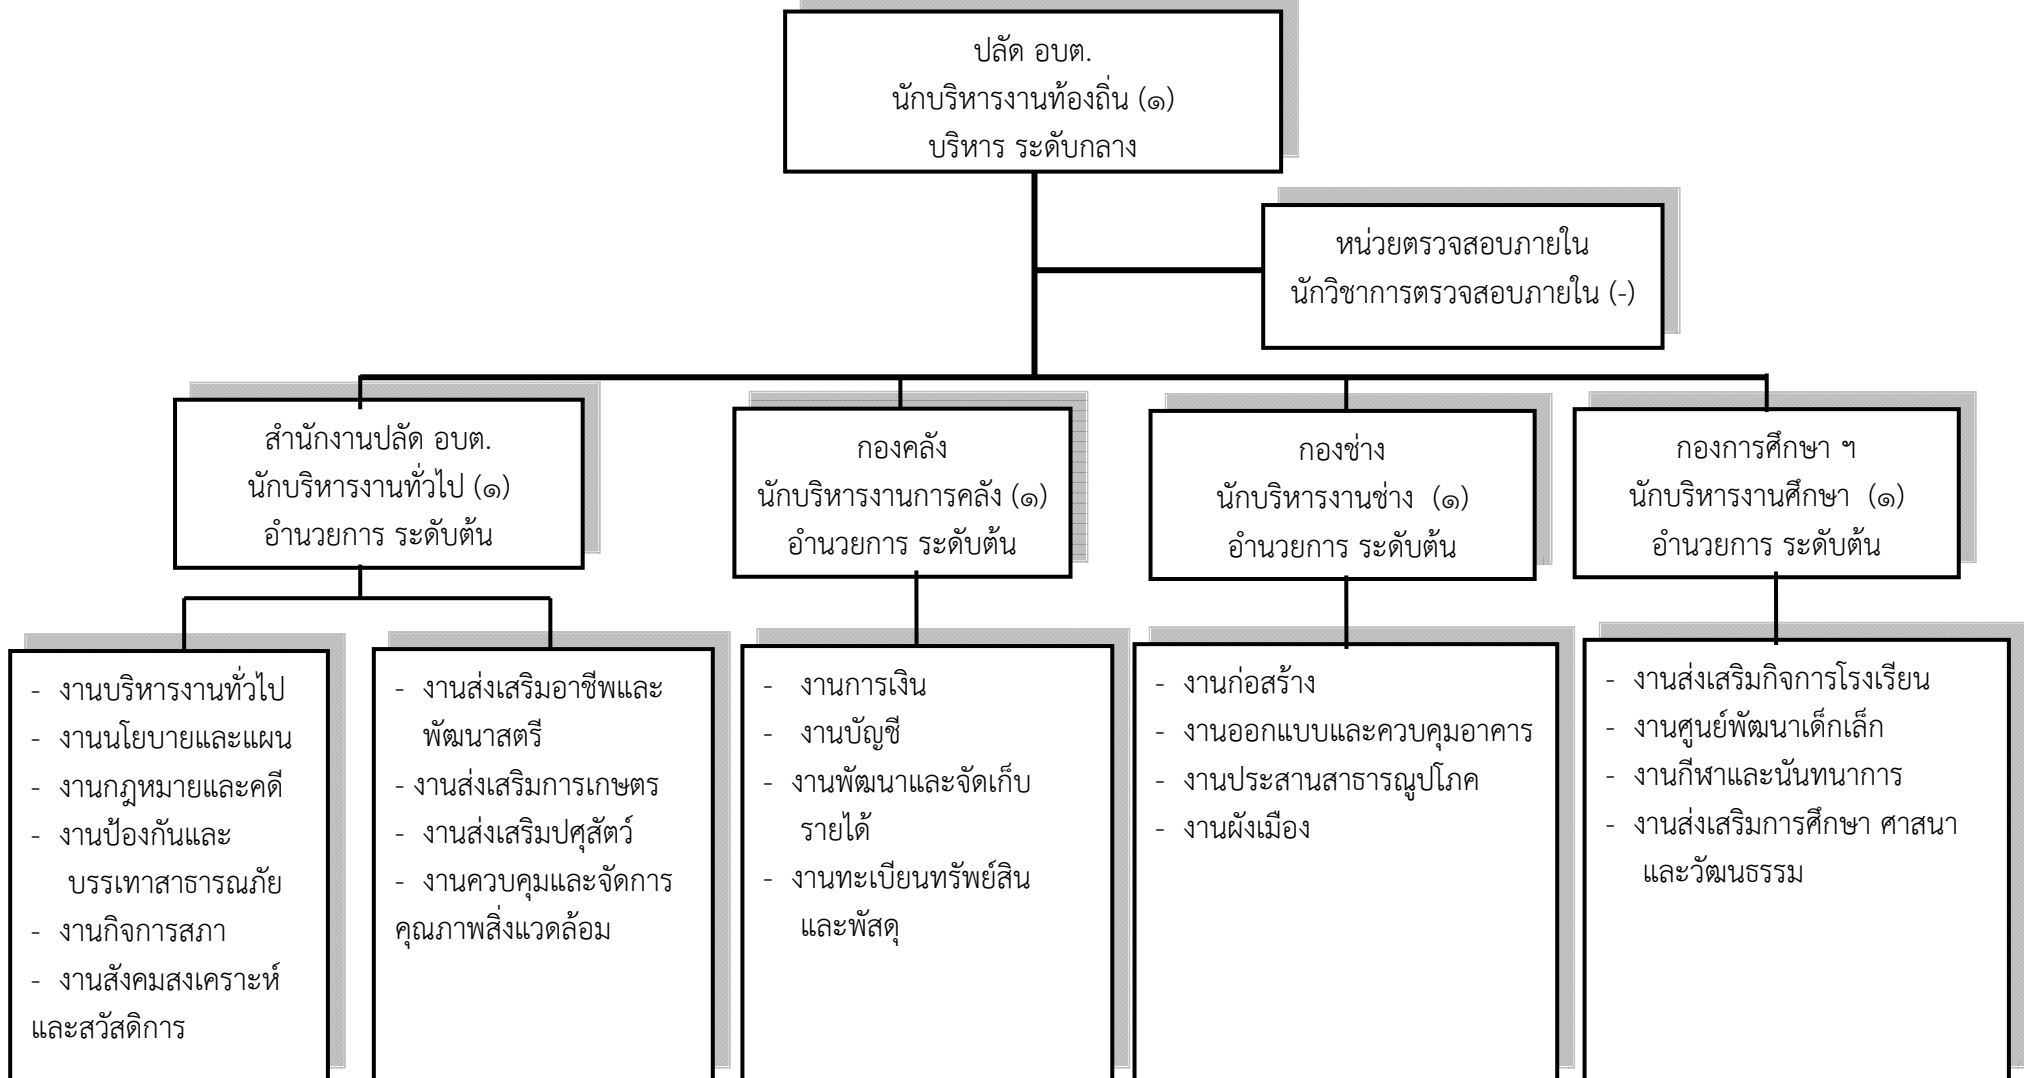 ปลัด อบต.
นักบริหารงานท้องถิ่น (๑)
บริหาร ระดับกลาง
หน่วยตรวจสอบภายใน
นักวิชาการตรวจสอบภายใน (-)
สำนักงานปลัด อบต.
นักบริหารงานทั่วไป (๑)
อำนวยการ ระดับต้น
กองคลัง
นักบริหารงานการคลัง (๑)
อำนวยการ ระดับต้น
กองช่าง
นักบริหารงานช่าง (๑)
อำนวยการ ระดับต้น
กองการศึกษา ฯ
นักบริหารงานศึกษา (๑)
อำนวยการ ระดับต้น
- งานบริหารงานทั่วไป
- งานนโยบายและแผน
- งานกฎหมายและคดี
- งานป้องกันและ
บรรเทาสาธารณภัย
- งานกิจการสภา
- งานสังคมสงเคราะห์
และสวัสดิการ
- งานส่งเสริมอาชีพและ
พัฒนาสตรี
- งานส่งเสริมการเกษตร
- งานส่งเสริมปศุสัตว์
- งานควบคุมและจัดการ
คุณภาพสิ่งแวดล้อม
- งานการเงิน
- งานบัญชี
- งานพัฒนาและจัดเก็บ
รายได้
- งานทะเบียนทรัพย์สิน
และพัสดุ
- งานก่อสร้าง
- งานออกแบบและควบคุมอาคาร
- งานประสานสาธารณูปโภค
- งานผังเมือง
- งานส่งเสริมกิจการโรงเรียน
- งานศูนย์พัฒนาเด็กเล็ก
- งานกีฬาและนันทนาการ
- งานส่งเสริมการศึกษา ศาสนา
และวัฒนธรรม